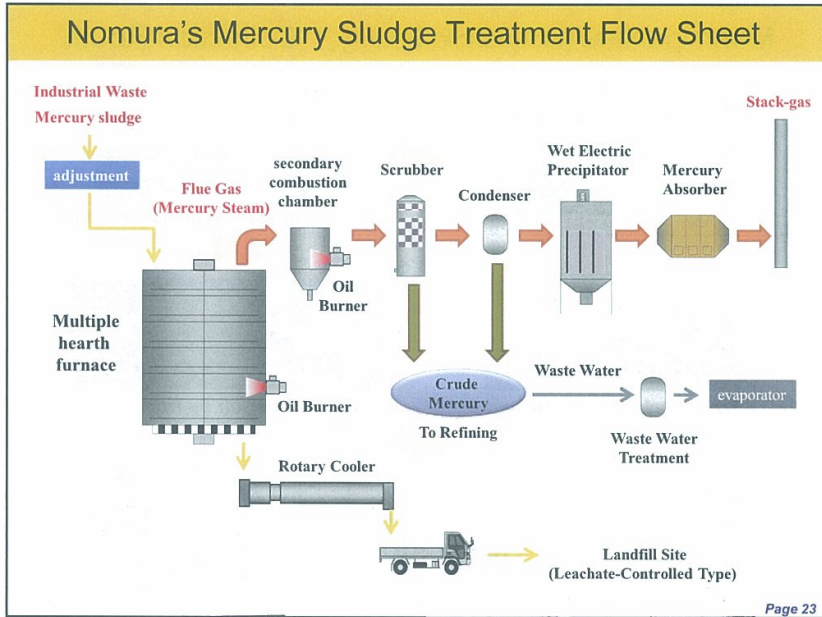 Nomura's Mercury Sludge Treatment Flow Sheet
Industrial Waste
Mercury sludge
adjustment
Flue Gas
(Mercury Steam)
secondary
combustion
chamber
Oil
Burner
Scrubber
Condenser
Wet Electric
Precipitator
Mercury
Absorber
Stack-gas
Multiple
hearth
furnace
Oil Burner
Crude
Mercury
To Refining
Waste Water
Waste Water
Treatment
evaporator
Rotary Cooler
Landfill Site
(Leachate-Controlled Type)
Page 23